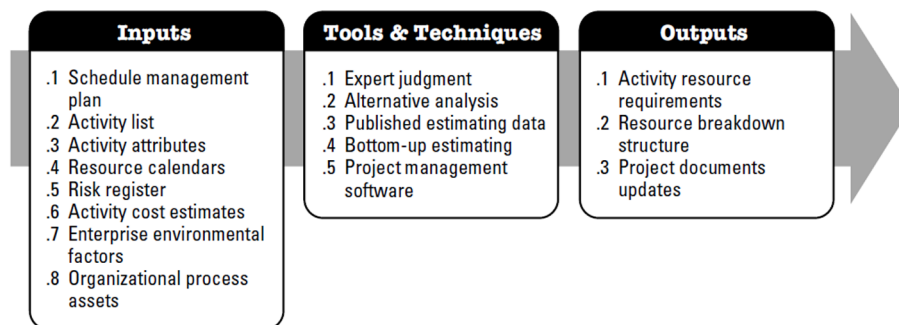 Inputs
.1 Schedule management
plan
.2 Activity list
.3 Activity attributes
.4 Resource calendars
.5 Risk register
.6 Activity cost estimates
.7 Enterprise environmental
factors
.8 Organizational process
assets
Tools & Techniques
.1 Expert judgment
.2 Alternative analysis
.3 Published estimating data
.4 Bottom-up estimating
.5 Project management
software
Outputs
.1 Activity resource
requirements
.2 Resource breakdown
structure
.3 Project documents
updates